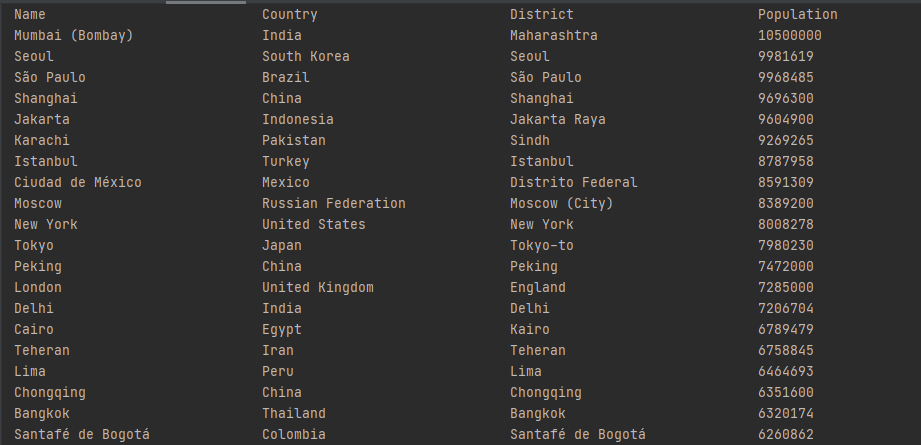 Name Country District Population
Mumbai (Bombay) India Maharashtra 10500000
Seoul South Korea Seoul 9981619
São Paulo Brazil São Paulo 9968485
Shanghai China Shanghai 9696300
Jakarta Indonesia Jakarta Raya 9604900
Karachi Pakistan Sindh 9269265
Istanbul Turkey Istanbul 8787958
Ciudad de México Mexico Distrito Federal 8591309
Moscow Russian Federation Moscow (City) 8389200
New York United States New York 8008278
Tokyo Japan Tokyo-to 7980230
Peking China Peking 7472000
London United Kingdom England 7285000
Delhi India Delhi 7206704
Cairo Egypt Kairo 6789479
Teheran Iran Teheran 6758845
Lima Peru Lima 6464693
Chongqing China Chongqing 6351600
Bangkok Thailand Bangkok 6320174
Santafé de Bogotá Colombia Santafé de Bogotá 6260862